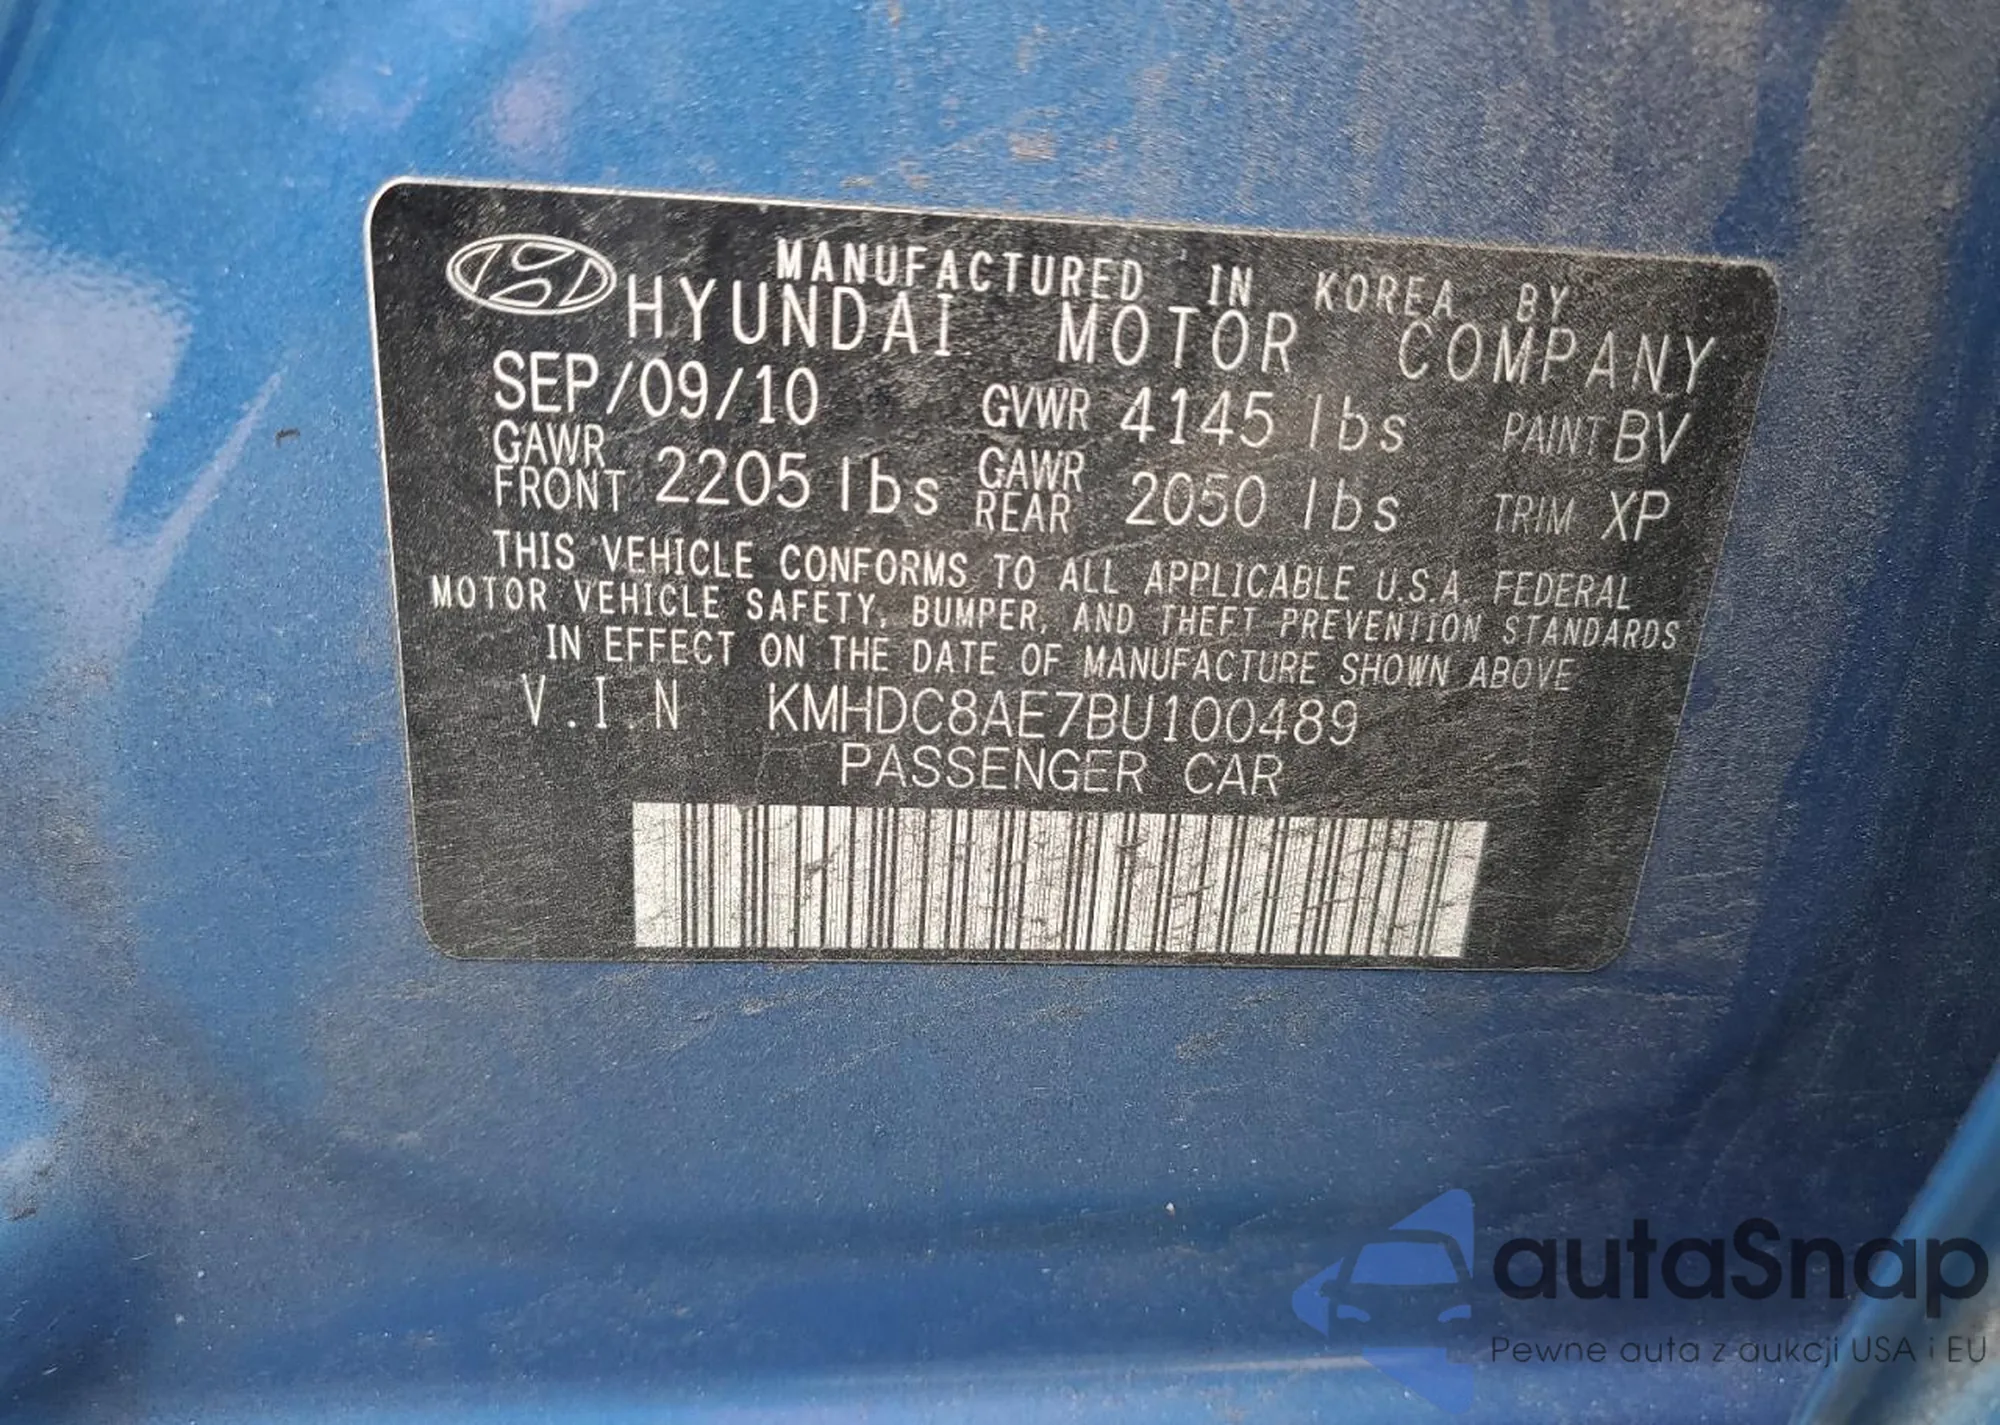 MANUFACTURED IN KOREA BY
HYUNDAI MOTOR COMPANY
SEP/09/10 GVWR 4145 lbs PAINT BV
GAWR FRONT 2205 lbs GAWR REAR 2050 lbs TRIM XP
THIS VEHICLE CONFORMS TO ALL APPLICABLE U.S.A FEDERAL
MOTOR VEHICLE SAFETY, BUMPER, AND THEFT PREVENTION STANDARDS
IN EFFECT ON THE DATE OF MANUFACTURE SHOWN ABOVE
V.I.N KMHDC8AE7BU100489
PASSENGER CAR
autaSnap
Pewne auta z aukcji USA i EU